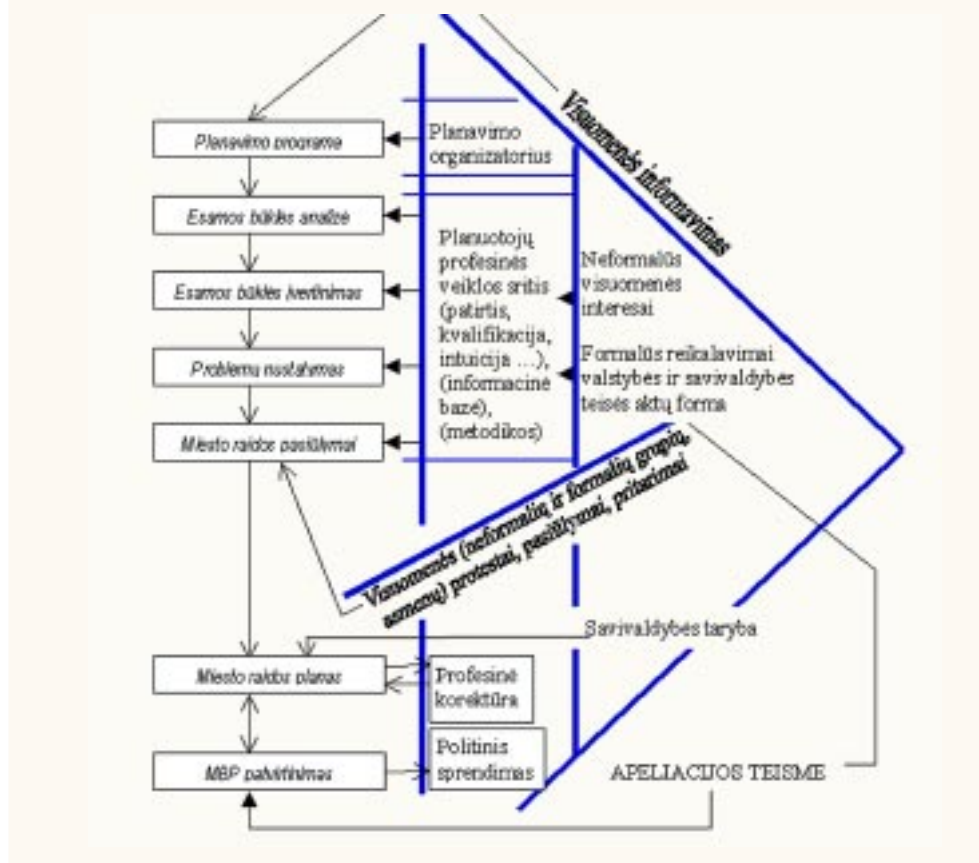 Visuomenės informavimas
Planavimo programa
Planavimo
organizatorius
Esamos būklės analizė
Esamos būklės įvertinimas
Problemų nustatymas
Miesto raidos pasiūlymai
Planuotojų
profesinės
veiklos sritis
(patirtis,
kvalifikacija,
intuicija ...),
(informacinė
bazė),
(metodikos)
Neformalūs
visuomenės
interesai
Formalūs reikalavimai
valstybės ir savivaldybės
teisės aktų forma
Visuomenės (neformalių ir formalių grupių,
asmenų) protestai, pasiūlymai, pritarimai
Savivaldybės taryba
Miesto raidos planas
Profesinė
korektūra
MBP patvirtinimas
Politinis
sprendimas
APELIACIJOS TEISME